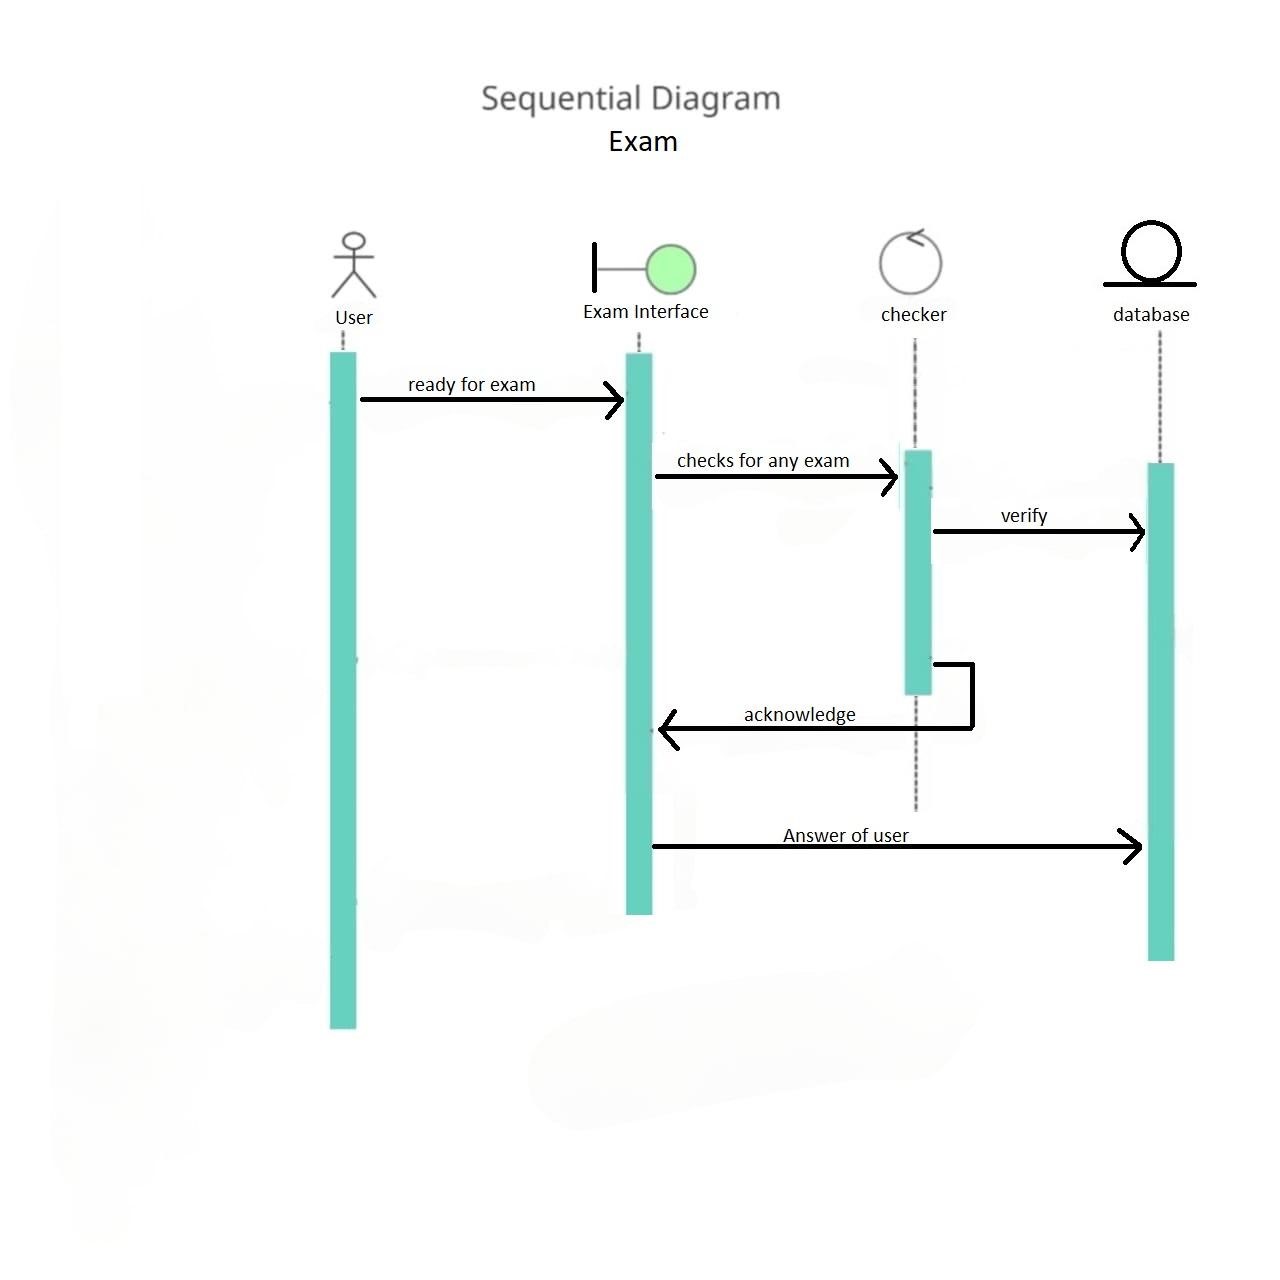 Sequential Diagram
Exam
User
Exam Interface
checker
database
ready for exam
checks for any exam
verify
acknowledge
Answer of user